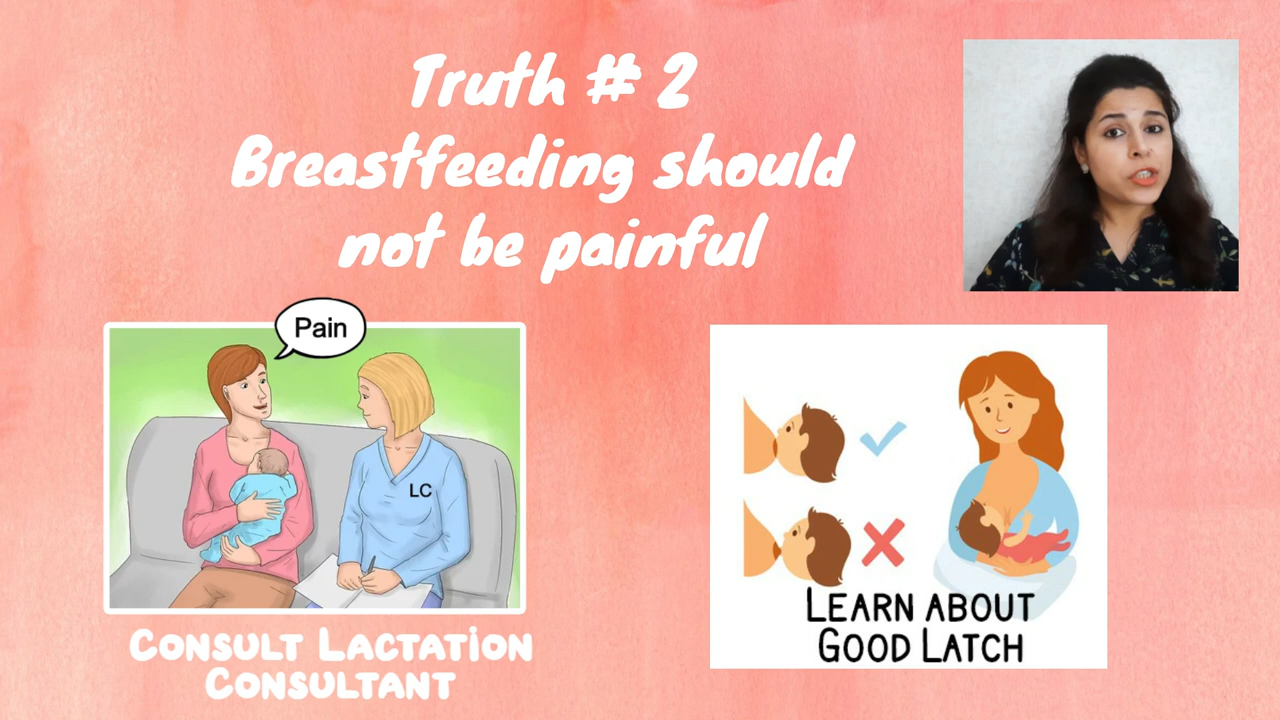 Truth # 2
Breastfeeding should
not be painful
Pain
LC
CONSULT LACTATION
CONSULTANT
LEARN ABOUT
GOOD LATCH